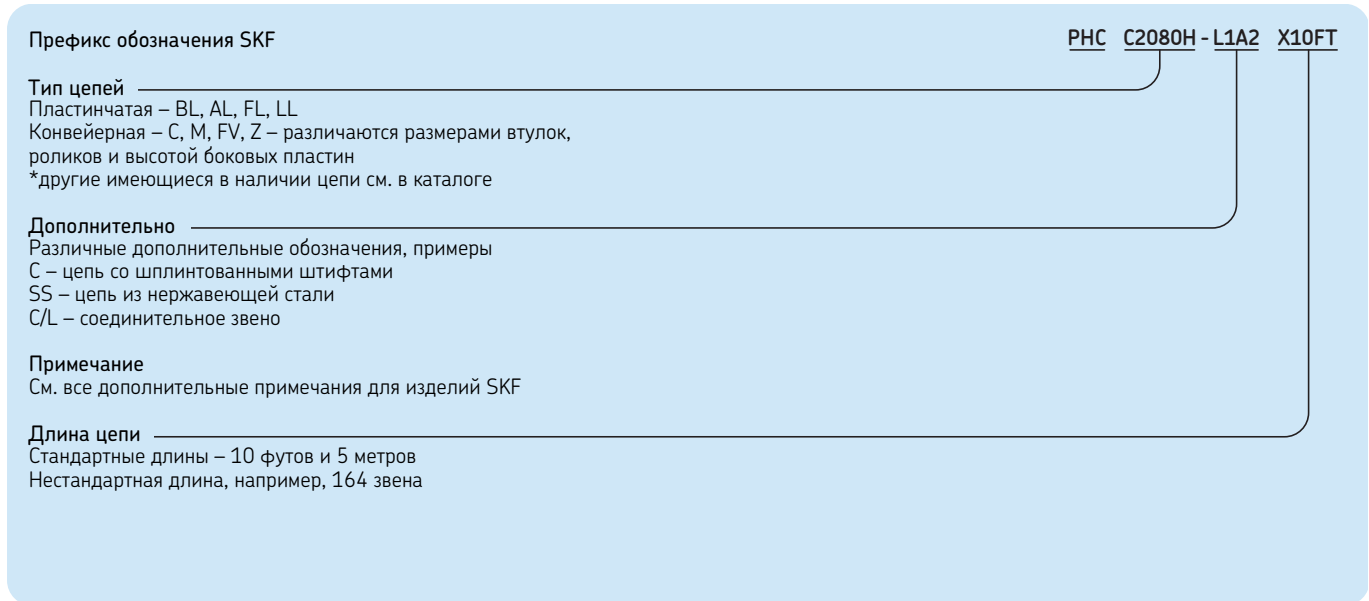 Префикс обозначения SKF PHC C2080H - L1A2 X10FT
Тип цепей
Пластинчатая – BL, AL, FL, LL
Конвейерная – C, M, FV, Z – различаются размерами втулок,
роликов и высотой боковых пластин
*другие имеющиеся в наличии цепи см. в каталоге
Дополнительно
Различные дополнительные обозначения, примеры
C – цепь со шплинтованными штифтами
SS – цепь из нержавеющей стали
C/L – соединительное звено
Примечание
См. все дополнительные примечания для изделий SKF
Длина цепи
Стандартные длины – 10 футов и 5 метров
Нестандартная длина, например, 164 звена